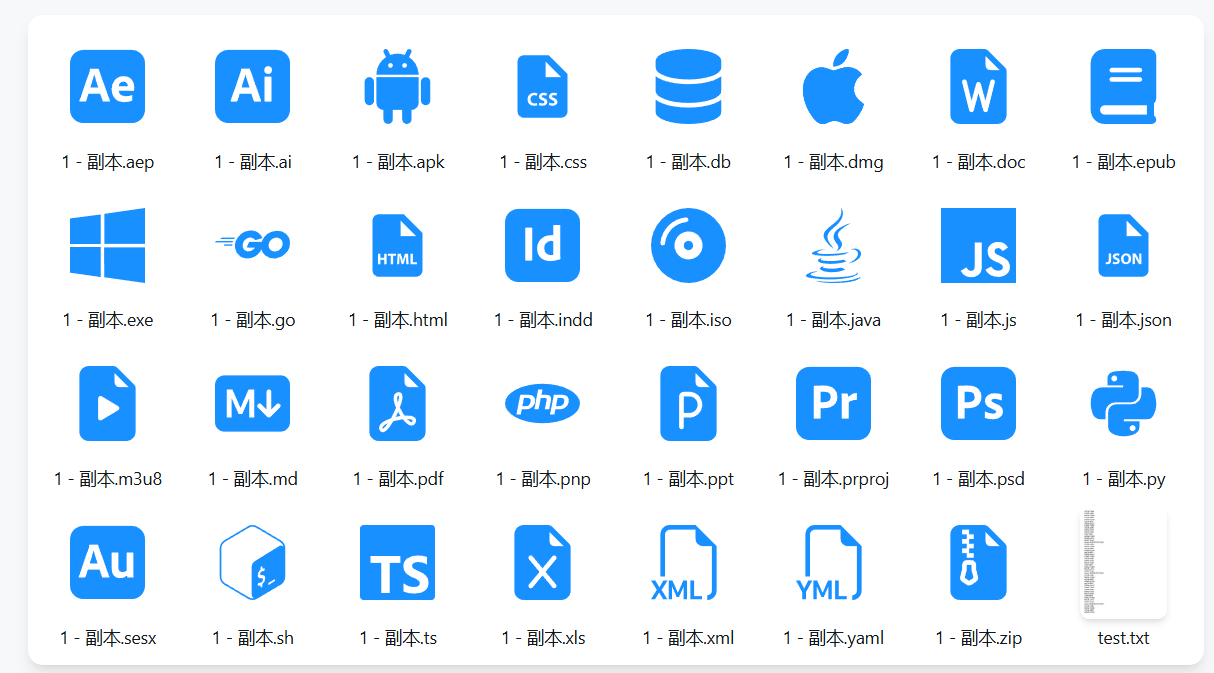 Ae
Ai
CSS
W
1 - 副本.aep
1 - 副本.ai
1 - 副本.apk
1 - 副本.css
1 - 副本.db
1 - 副本.dmg
1 - 副本.doc
1 - 副本.epub
GO
HTML
Id
JS
JSON
1 - 副本.exe
1 - 副本.go
1 - 副本.html
1 - 副本.indd
1 - 副本.iso
1 - 副本.java
1 - 副本.js
1 - 副本.json
M
php
P
Pr
Ps
1 - 副本.m3u8
1 - 副本.md
1 - 副本.pdf
1 - 副本.pnp
1 - 副本.ppt
1 - 副本.prproj
1 - 副本.psd
1 - 副本.py
Au
$_
TS
X
XML
YML
1 - 副本.sesx
1 - 副本.sh
1 - 副本.ts
1 - 副本.xls
1 - 副本.xml
1 - 副本.yaml
1 - 副本.zip
test.txt